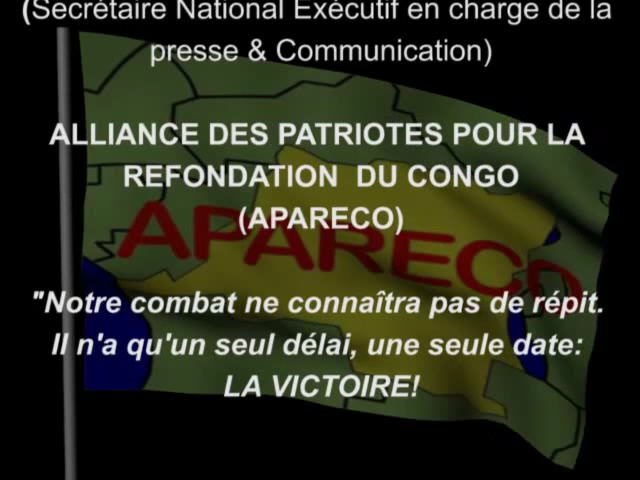 (Secrétaire National Exécutif en charge de la
presse & Communication)
ALLIANCE DES PATRIOTES POUR LA
REFONDATION DU CONGO
(APARECO)
APARECO
"Notre combat ne connaîtra pas de répit.
Il n'a qu'un seul délai, une seule date:
LA VICTOIRE!